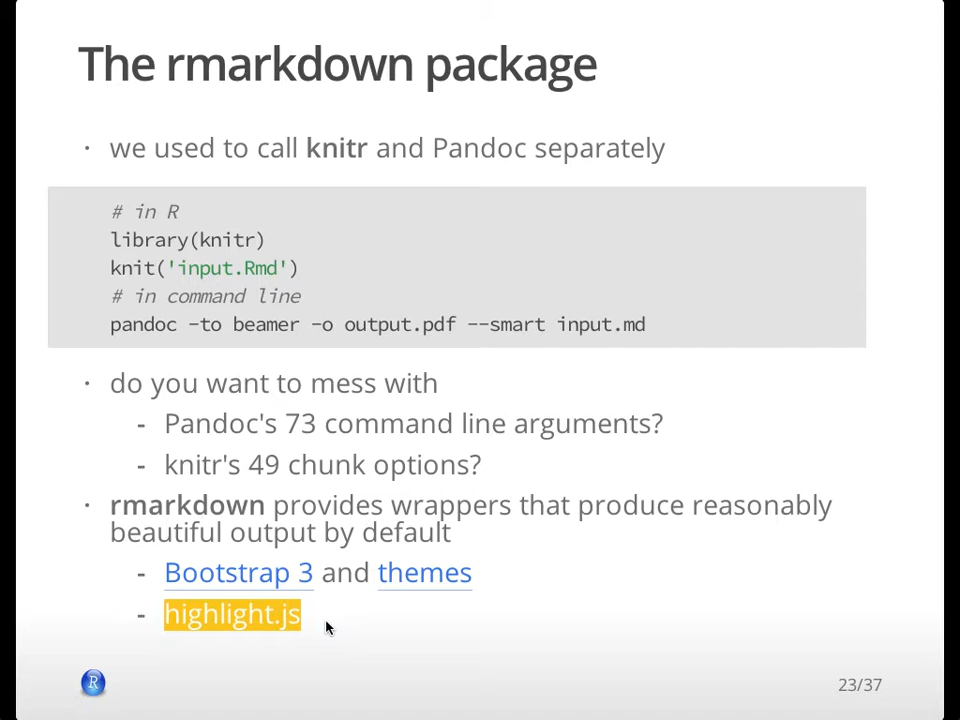 The rmarkdown package
· we used to call knitr and Pandoc separately
# in R
library(knitr)
knit('input.Rmd')
# in command line
pandoc -to beamer -o output.pdf --smart input.md
· do you want to mess with
- Pandoc's 73 command line arguments?
- knitr's 49 chunk options?
· rmarkdown provides wrappers that produce reasonably
beautiful output by default
- Bootstrap 3 and themes
- highlight.js
R
23/37